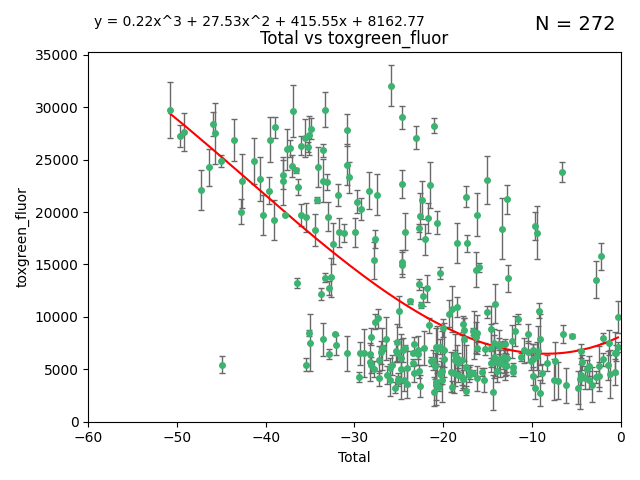 y = 0.22x^3 + 27.53x^2 + 415.55x + 8162.77
N = 272
Total vs toxgreen_fluor
35000
30000
25000
20000
15000
10000
5000
0
toxgreen_fluor
−60 −50 −40 −30 −20 −10 0
Total